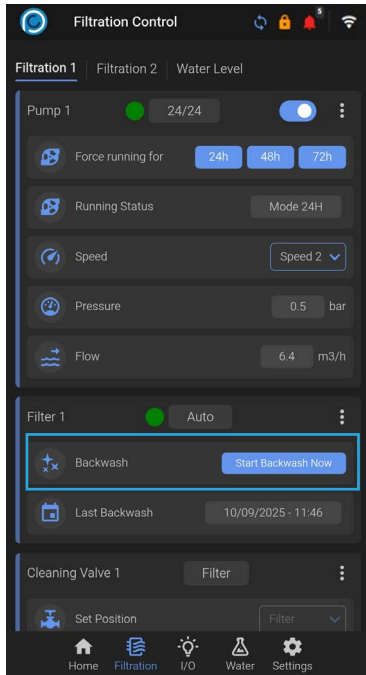 Filtration Control
5
Filtration 1 Filtration 2 Water Level
Pump 1 24/24
Force running for 24h 48h 72h
Running Status Mode 24H
Speed Speed 2
Pressure 0.5 bar
Flow 6.4 m3/h
Filter 1 Auto
Backwash Start Backwash Now
Last Backwash 10/09/2025 - 11:46
Cleaning Valve 1 Filter
Set Position Filter
Home Filtration I/O Water Settings